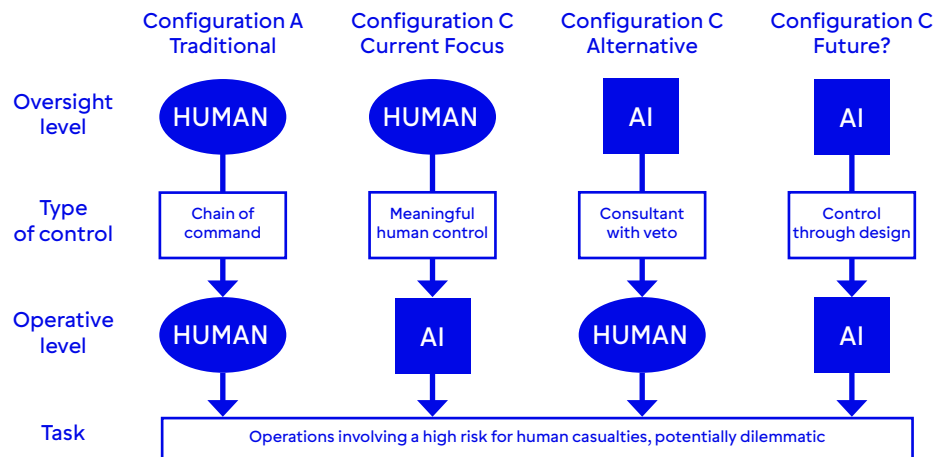 Configuration A
Traditional
Configuration C
Current Focus
Configuration C
Alternative
Configuration C
Future?
Oversight
level
HUMAN
HUMAN
AI
AI
Type
of control
Chain of
command
Meaningful
human control
Consultant
with veto
Control
through design
Operative
level
HUMAN
AI
HUMAN
AI
Task
Operations involving a high risk for human casualties, potentially dilemmatic